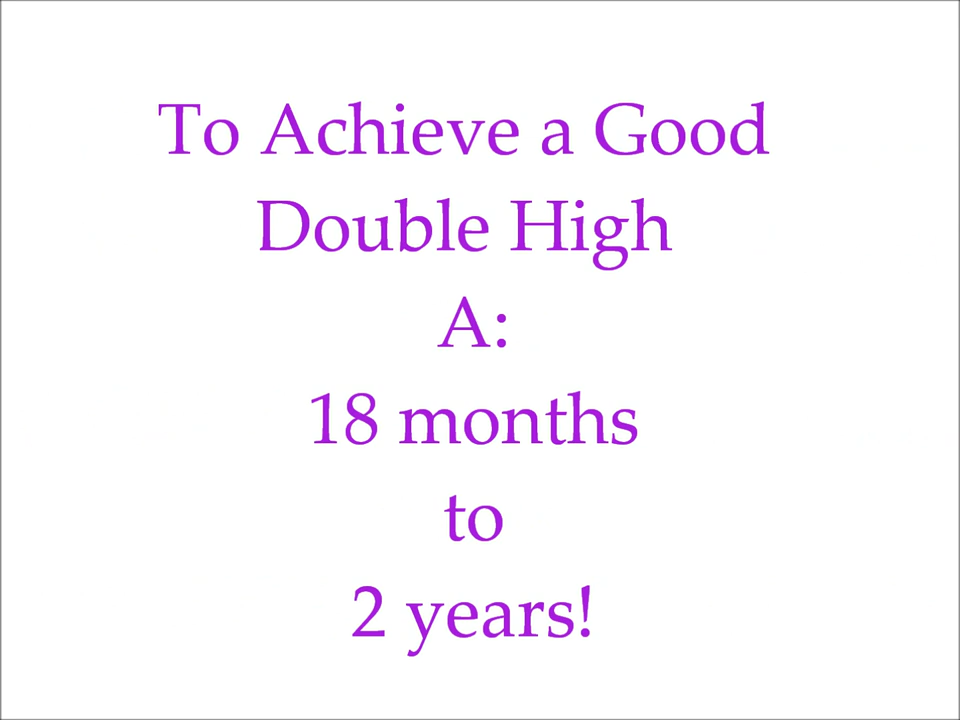 To Achieve a Good
Double High
A:
18 months
to
2 years!